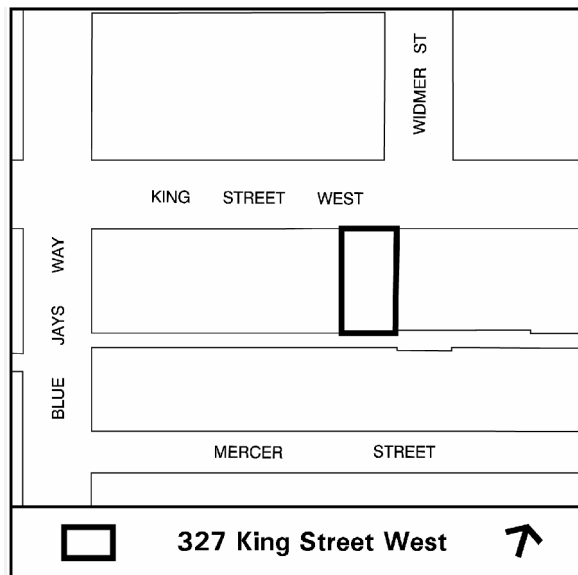 WIDMER ST
KING STREET WEST
BLUE JAYS WAY
MERCER STREET
327 King Street West